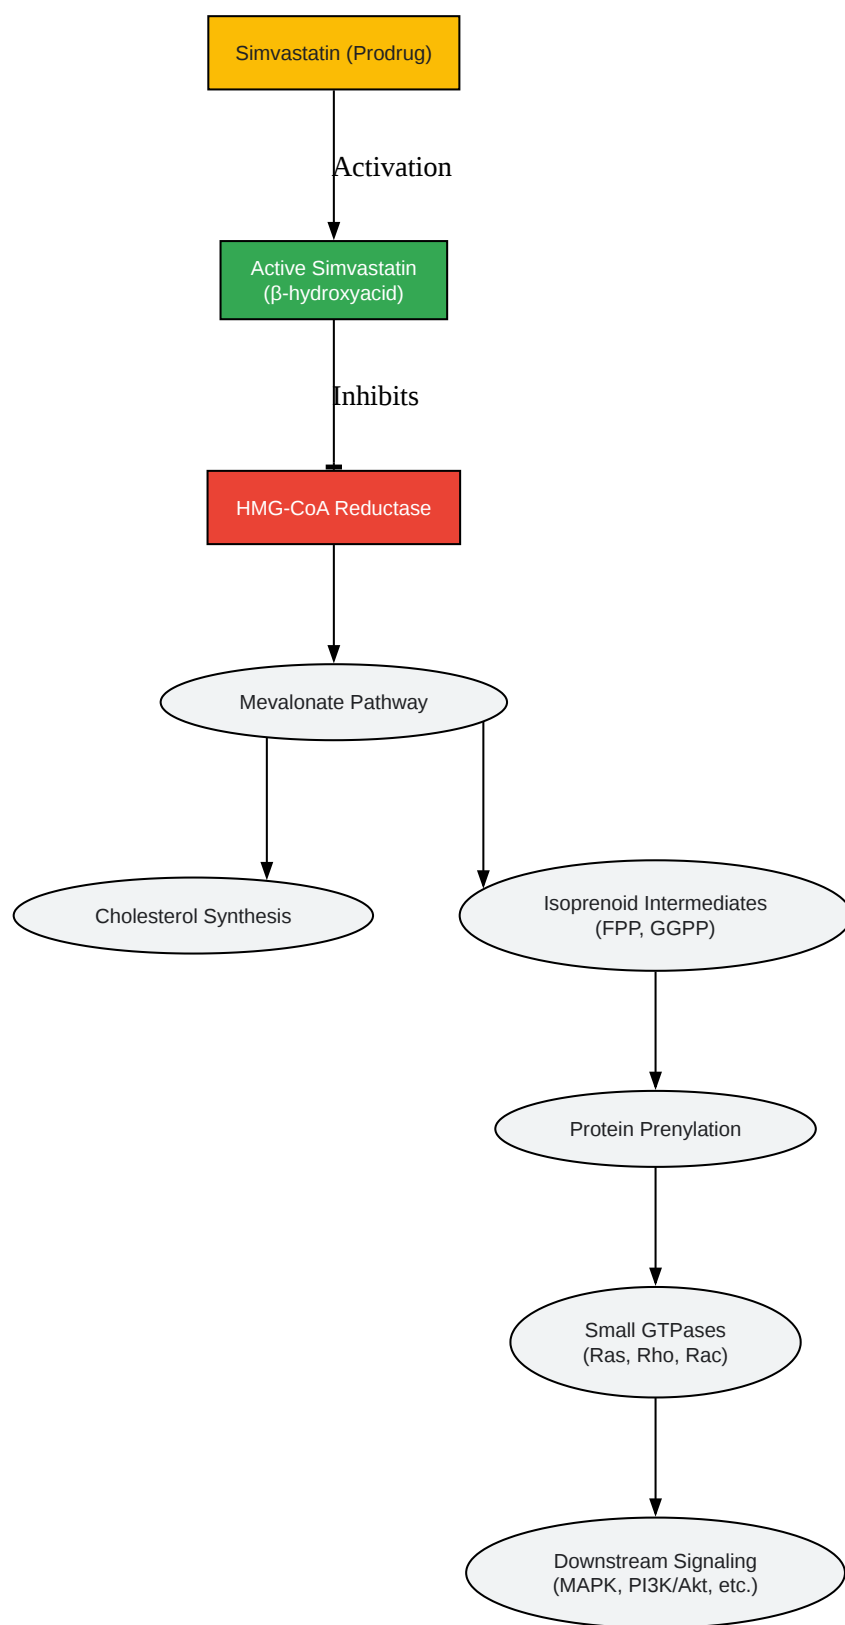 Simvastatin (Prodrug)
Activation
Active Simvastatin
(β-hydroxyacid)
Inhibits
HMG-CoA Reductase
Mevalonate Pathway
Cholesterol Synthesis
Isoprenoid Intermediates
(FPP, GGPP)
Protein Prenylation
Small GTPases
(Ras, Rho, Rac)
Downstream Signaling
(MAPK, PI3K/Akt, etc.)